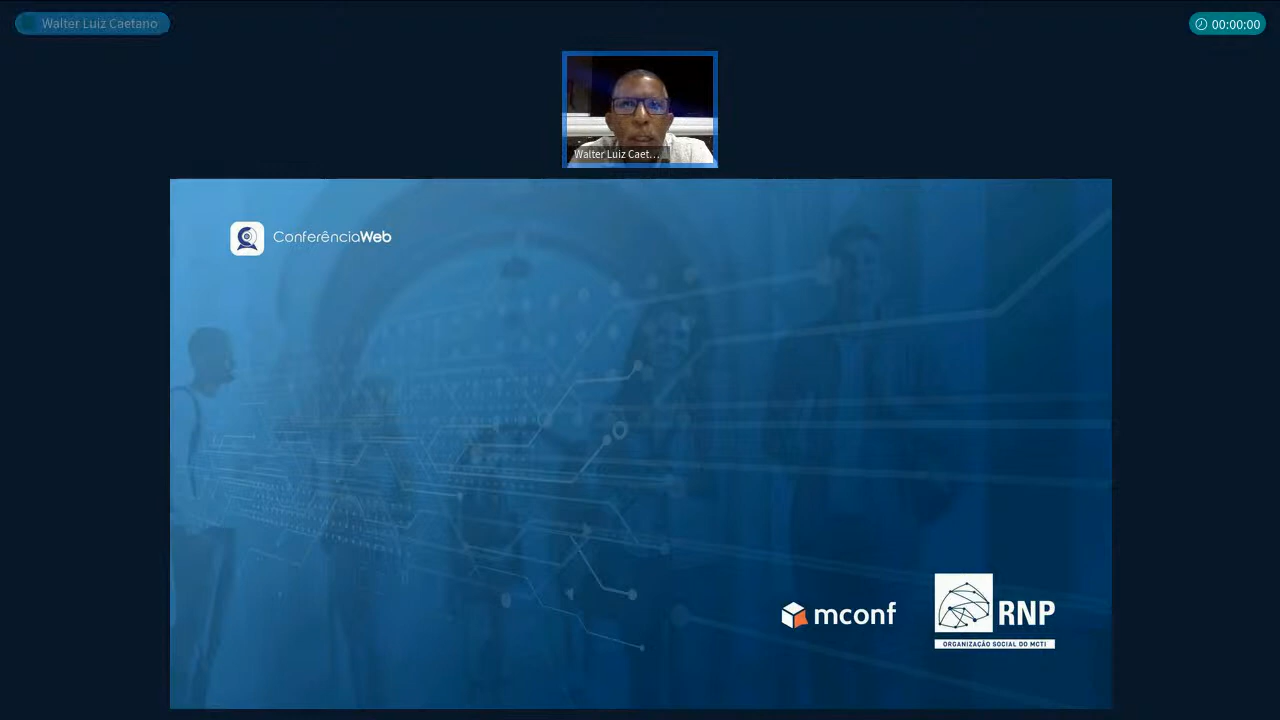 Walter Luiz Caetano
00:00:00
Walter Luiz Caet...
ConferênciaWeb
mconf
RNP
ORGANIZAÇÃO SOCIAL DO MCTI